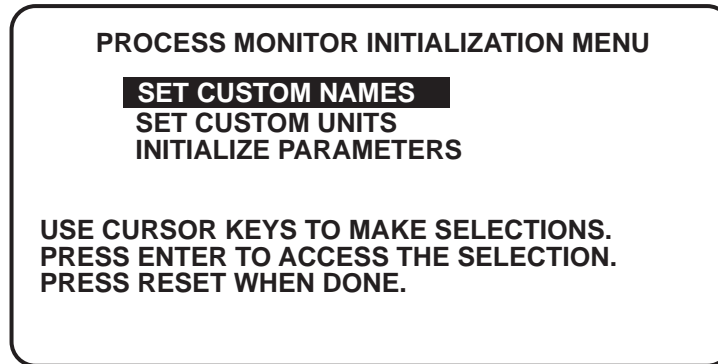 PROCESS MONITOR INITIALIZATION MENU
SET CUSTOM NAMES
SET CUSTOM UNITS
INITIALIZE PARAMETERS
USE CURSOR KEYS TO MAKE SELECTIONS.
PRESS ENTER TO ACCESS THE SELECTION.
PRESS RESET WHEN DONE.